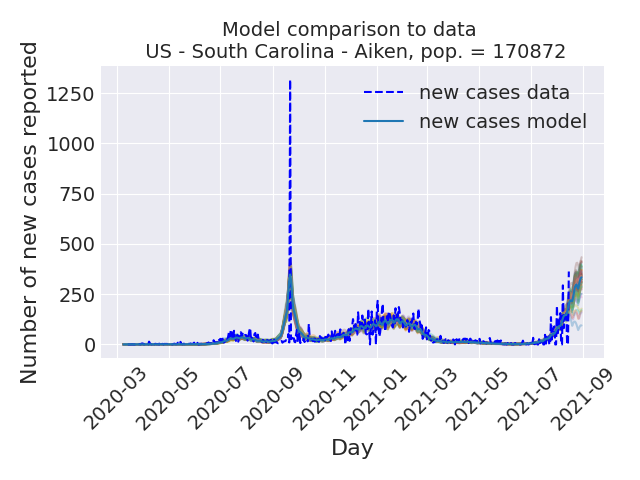 Model comparison to data
US - South Carolina - Aiken, pop. = 170872
Number of new cases reported
1250
1000
750
500
250
0
new cases data
new cases model
2020-03
2020-05
2020-07
2020-09
2020-11
2021-01
2021-03
2021-05
2021-07
2021-09
Day